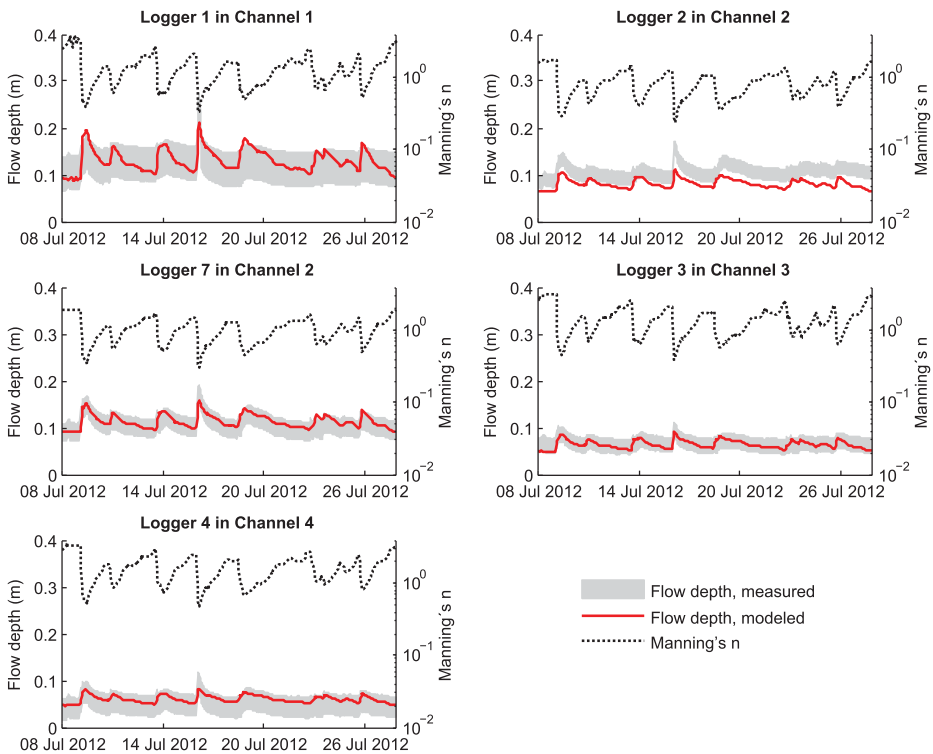 Logger 1 in Channel 1
Flow depth (m)
0.4
0.3
0.2
0.1
0
10^0
10^-1
10^-2
Manning´s n
08 Jul 2012 14 Jul 2012 20 Jul 2012 26 Jul 2012
Logger 2 in Channel 2
Flow depth (m)
0.4
0.3
0.2
0.1
0
10^0
10^-1
10^-2
Manning´s n
08 Jul 2012 14 Jul 2012 20 Jul 2012 26 Jul 2012
Logger 7 in Channel 2
Flow depth (m)
0.4
0.3
0.2
0.1
0
10^0
10^-1
10^-2
Manning´s n
08 Jul 2012 14 Jul 2012 20 Jul 2012 26 Jul 2012
Logger 3 in Channel 3
Flow depth (m)
0.4
0.3
0.2
0.1
0
10^0
10^-1
10^-2
Manning´s n
08 Jul 2012 14 Jul 2012 20 Jul 2012 26 Jul 2012
Logger 4 in Channel 4
Flow depth (m)
0.4
0.3
0.2
0.1
0
10^0
10^-1
10^-2
Manning´s n
08 Jul 2012 14 Jul 2012 20 Jul 2012 26 Jul 2012
Flow depth, measured
Flow depth, modeled
Manning's n